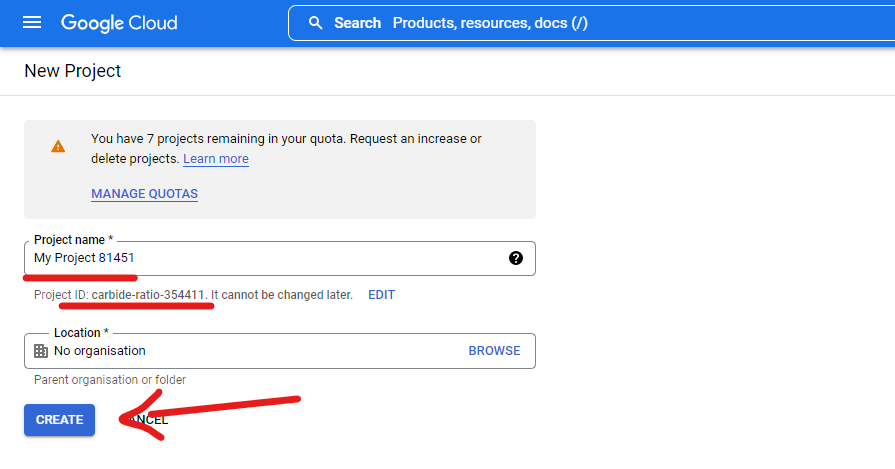 Google Cloud
Search Products, resources, docs (/)
New Project
You have 7 projects remaining in your quota. Request an increase or
delete projects. Learn more
MANAGE QUOTAS
Project name *
My Project 81451
Project ID: carbide-ratio-354411. It cannot be changed later. EDIT
Location *
No organisation BROWSE
Parent organisation or folder
CREATE CANCEL